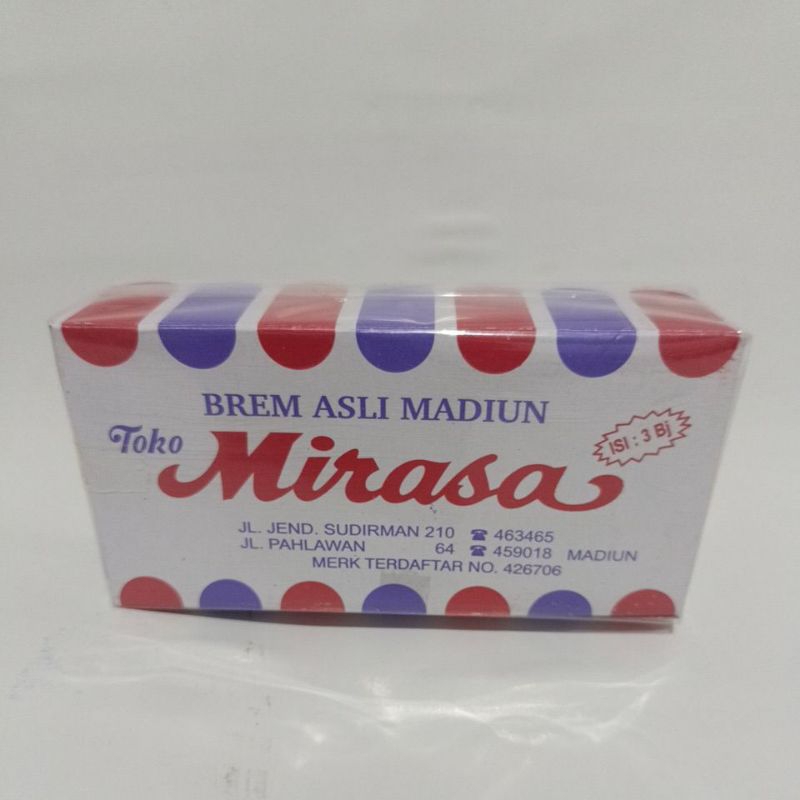 BREM ASLI MADIUN
Toko Mirasa
ISI : 3 Bj
JL. JEND. SUDIRMAN 210 ☎ 463465
JL. PAHLAWAN 64 ☎ 459018 MADIUN
MERK TERDAFTAR NO. 426706